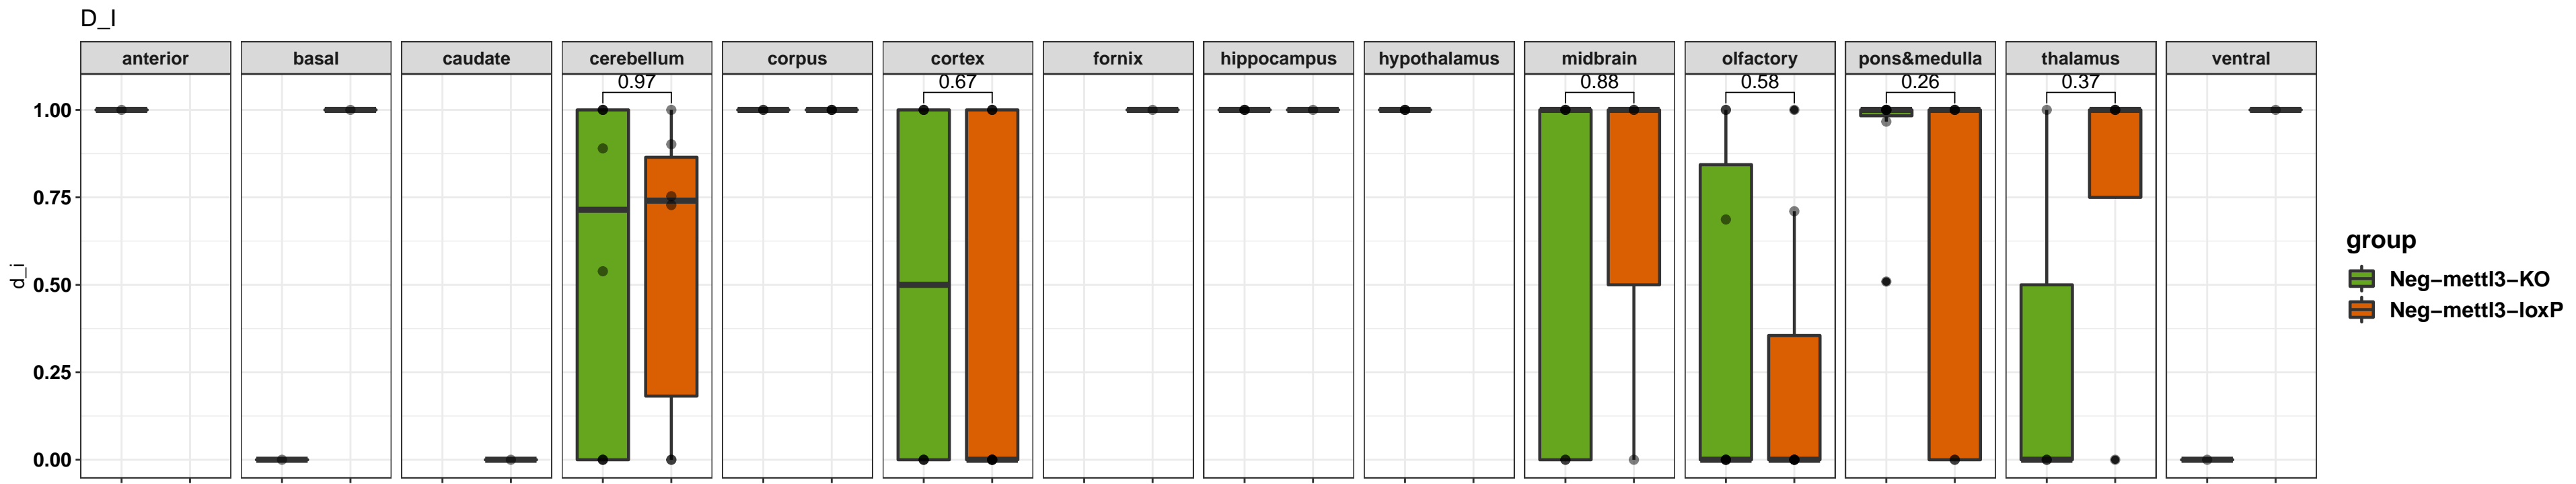 D_I
anterior basal caudate cerebellum corpus cortex fornix hippocampus hypothalamus midbrain olfactory pons&medulla thalamus ventral
0.97 0.67 0.88 0.58 0.26 0.37
1.00
0.75
0.50
0.25
0.00
d_i
group
Neg−mettl3−KO
Neg−mettl3−loxP